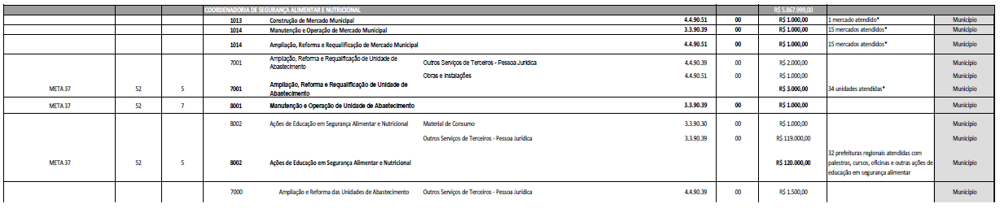 COORDENADORIA DE SEGURANÇA ALIMENTAR E NUTRICIONAL R$ 5.867.999,00
1013 Construção de Mercado Municipal 4.4.90.51 00 R$ 1.000,00 1 mercado atendido* Município
1014 Manutenção e Operação de Mercado Municipal 3.3.90.39 00 R$ 1.000,00 15 mercados atendidos* Município
1014 Ampliação, Reforma e Requalificação de Mercado Municipal 4.4.90.51 00 R$ 1.000,00 15 mercados atendidos* Município
7001 Ampliação, Reforma e Requalificação de Unidade de
Abastecimento Outros Serviços de Terceiros - Pessoa Jurídica 4.4.90.39 00 R$ 2.000,00 Município
Obras e Instalações 4.4.90.51 00 R$ 1.000,00 Município
META 37 52 5 7001 Ampliação, Reforma e Requalificação de Unidade de
Abastecimento R$ 3.000,00 34 unidades atendidas* Município
META 37 52 7 8001 Manutenção e Operação de Unidade de Abastecimento 3.3.90.39 00 R$ 1.000,00 Município
8002 Ações de Educação em Segurança Alimentar e Nutricional Material de Consumo 3.3.90.30 00 R$ 1.000,00 Município
Outros Serviços de Terceiros - Pessoa Jurídica 3.3.90.39 00 R$ 119.000,00 Município
META 37 52 5 8002 Ações de Educação em Segurança Alimentar e Nutricional R$ 120.000,00 32 prefeituras regionais atendidas com
palestras, cursos, oficinas e outras ações de
educação em segurança alimentar Município
7000 Ampliação e Reforma das Unidades de Abastecimento Outros Serviços de Terceiros - Pessoa Jurídica 4.4.90.39 00 R$ 1.500,00 Município